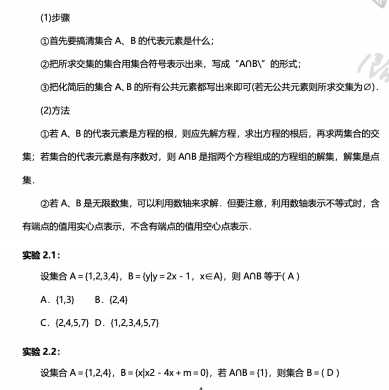 (1)步骤
①首先要搞清集合 A、B 的代表元素是什么；
②把所求交集的集合用集合符号表示出来，写成“A∩B\”的形式；
③把化简后的集合 A、B 的所有公共元素都写出来即可(若无公共元素则所求交集为∅)．
(2)方法
①若 A、B 的代表元素是方程的根，则应先解方程，求出方程的根后，再求两集合的交
集；若集合的代表元素是有序数对，则 A∩B 是指两个方程组成的方程组的解集，解集是点
集．
②若 A、B 是无限数集，可以利用数轴来求解．但要注意，利用数轴表示不等式时，含
有端点的值用实心点表示，不含有端点的值用空心点表示．
实验 2.1：
设集合 A＝{1,2,3,4}，B＝{y|y＝2x－1，x∈A}，则 A∩B 等于( A )
A．{1,3} B．{2,4}
C．{2,4,5,7} D．{1,2,3,4,5,7}
实验 2.2：
设集合 A＝{1,2,4}，B＝{x|x2－4x＋m＝0}，若 A∩B＝{1}，则集合 B＝( D )